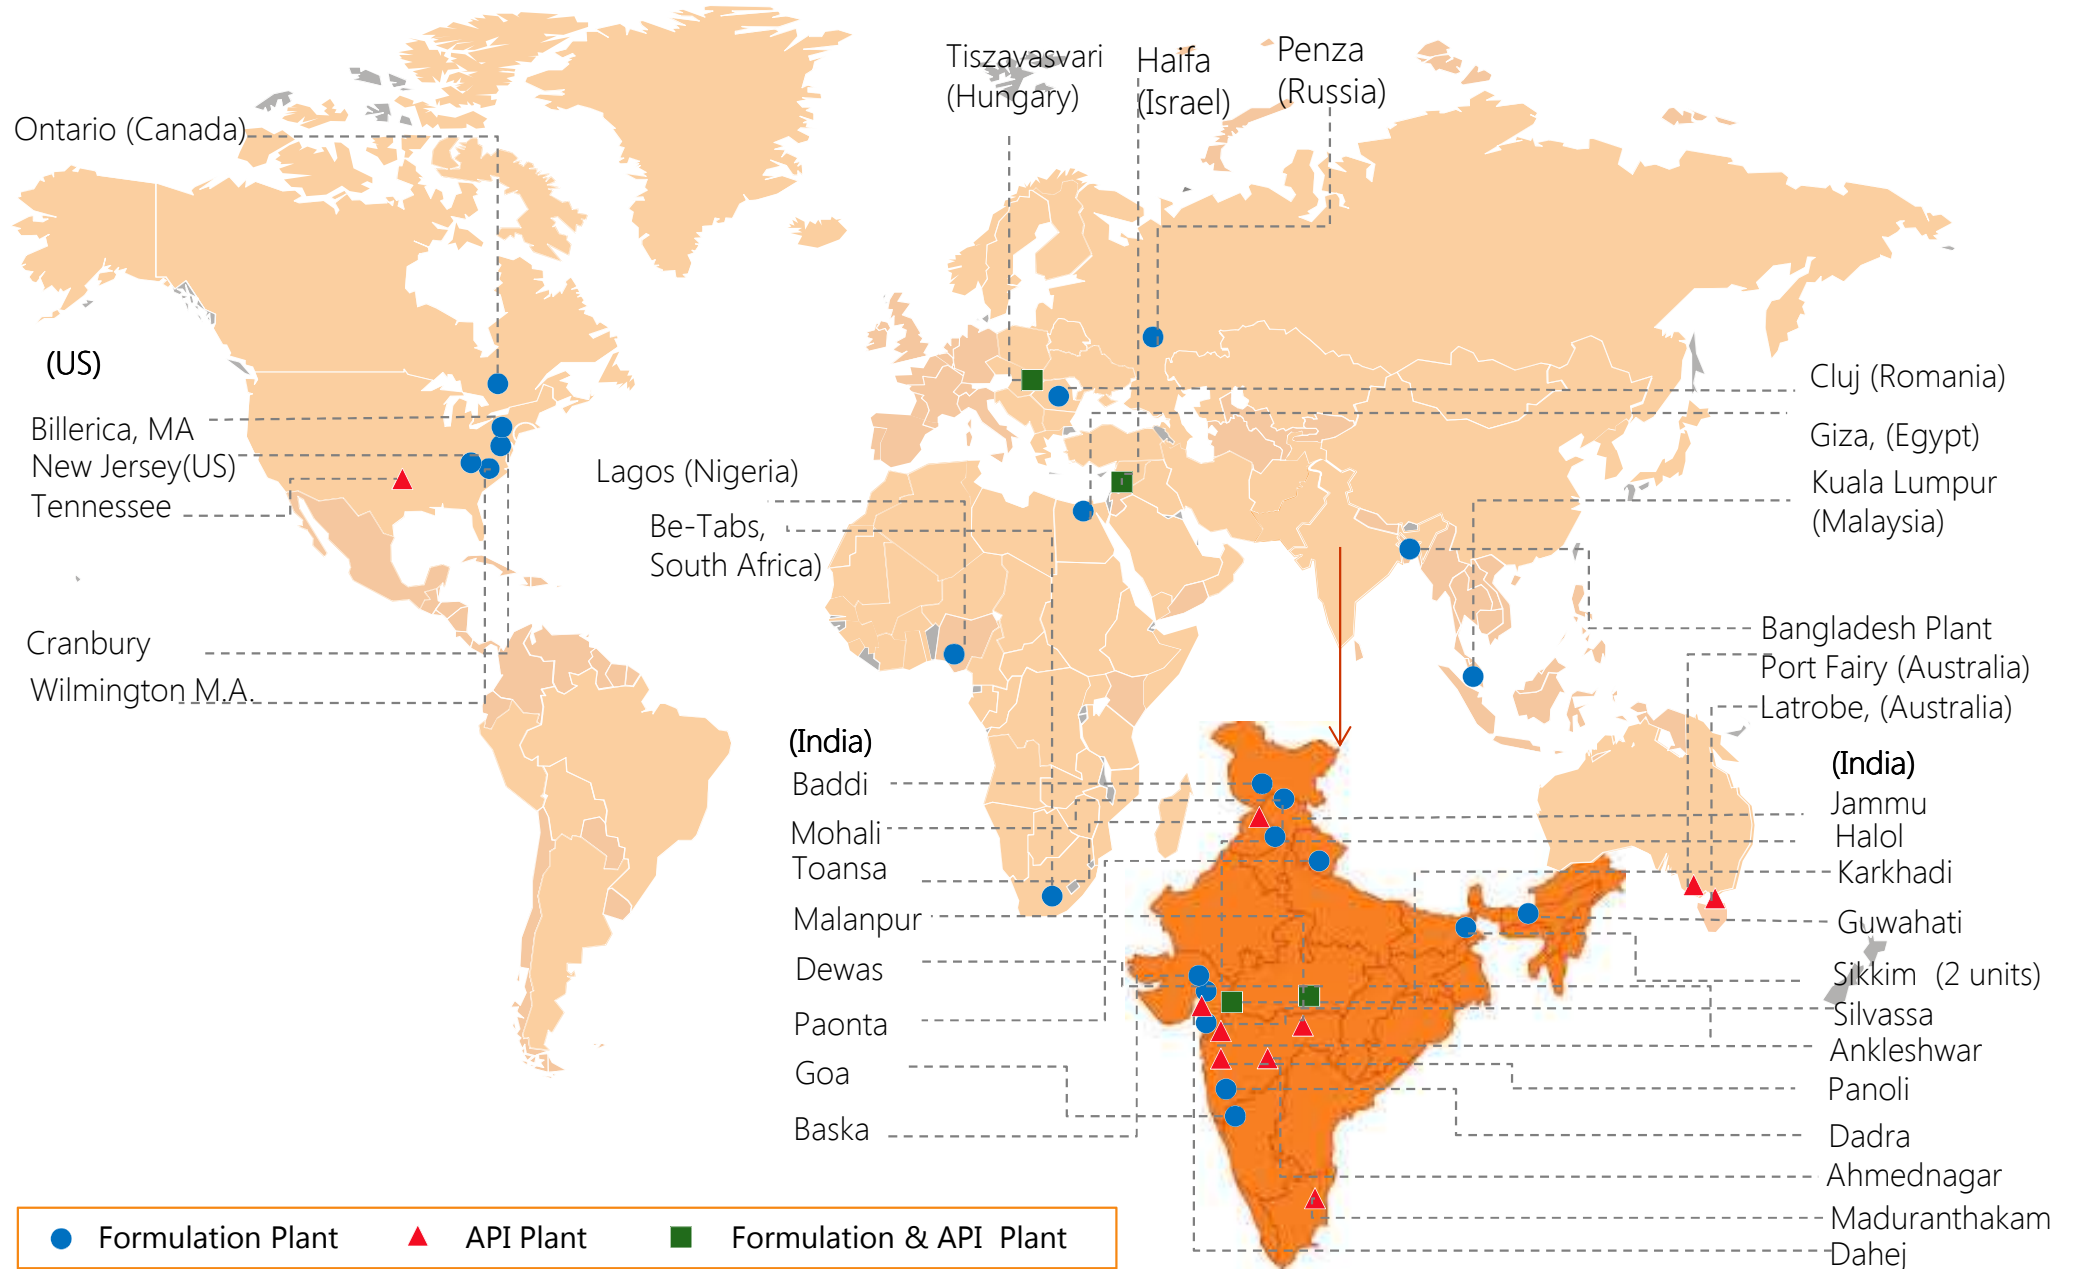 Tiszavasvari
(Hungary)
Haifa
(Israel)
Penza
(Russia)
Ontario (Canada)
(US)
Billerica, MA
New Jersey(US)
Tennessee
Cranbury
Wilmington M.A.
Lagos (Nigeria)
Be-Tabs,
South Africa)
Cluj (Romania)
Giza, (Egypt)
Kuala Lumpur
(Malaysia)
Bangladesh Plant
Port Fairy (Australia)
Latrobe, (Australia)
(India)
Baddi
Mohali
Toansa
Malanpur
Dewas
Paonta
Goa
Baska
(India)
Jammu
Halol
Karkhadi
Guwahati
Sikkim (2 units)
Silvassa
Ankleshwar
Panoli
Dadra
Ahmednagar
Maduranthakam
Dahej
Formulation Plant
API Plant
Formulation & API Plant